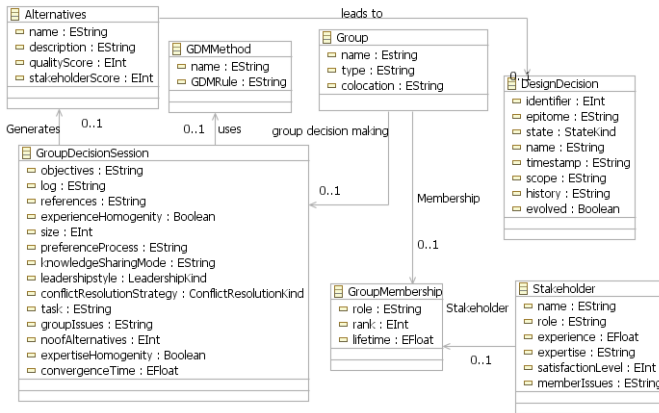 Alternatives
name : EString
description : EString
qualityScore : EInt
stakeholderScore : EInt
leads to
GDMMethod
name : EString
GDMRule : EString
Group
name : Estring
type : EString
colocation : EString
0..1
DesignDecision
identifier : EInt
epitome : EString
state : StateKind
name : EString
timestamp : EString
scope : EString
history : EString
evolved : Boolean
Generates
0..1
0..1
uses
group decision making
GroupDecisionSession
objectives : EString
log : EString
references : EString
experienceHomogenity : Boolean
size : EInt
preferenceProcess : EString
knowledgeSharingMode : EString
leadershipstyle : LeadershipKind
conflictResolutionStrategy : ConflictResolutionKind
task : EString
groupIssues : EString
noofAlternatives : EInt
expertiseHomogenity : Boolean
convergenceTime : EFloat
0..1
Membership
0..1
GroupMembership
role : EString
rank : EInt
lifetime : EFloat
Stakeholder
0..1
Stakeholder
name : EString
role : EString
experience : EFloat
expertise : EString
satisfactionLevel : EInt
memberIssues : EString